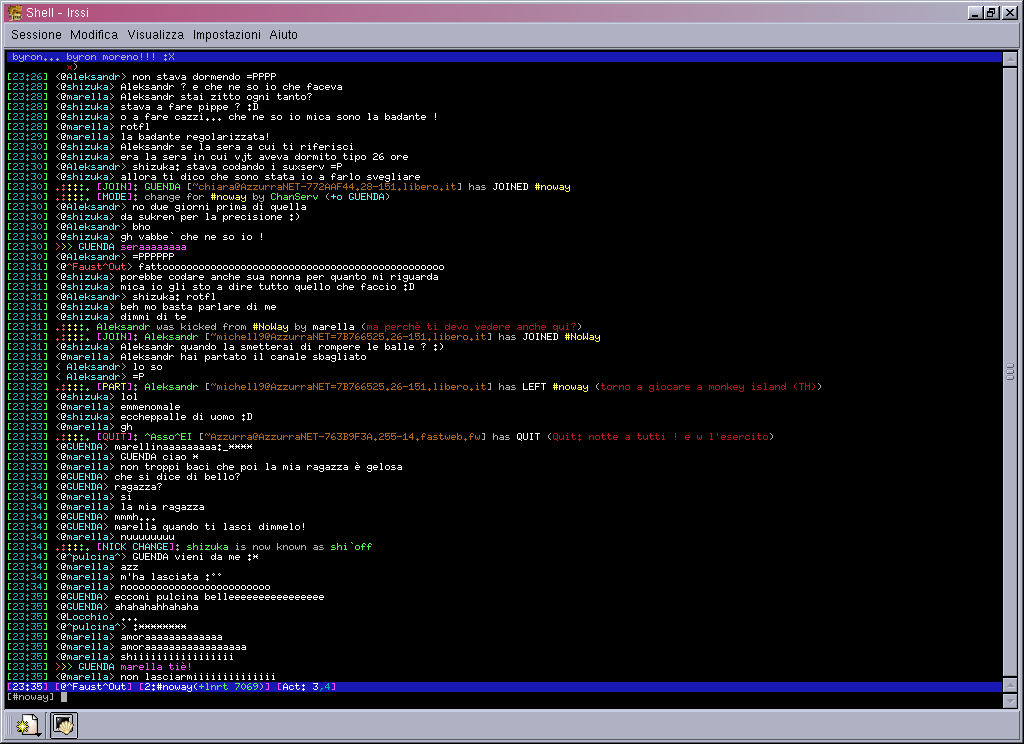 Shell - Irssi
Sessione Modifica Visualizza Impostazioni Aiuto
byron... byron moreno!!! :X
x)
[23:26] <@Aleksandr> non stava dormendo =PPPP
[23:28] <@shizuka> Aleksandr ? e che ne so io che faceva
[23:28] <@marella> Aleksandr stai zitto ogni tanto?
[23:28] <@shizuka> stava a fare pippe ? :D
[23:28] <@shizuka> o a fare cazzi... che ne so io mica sono la badante !
[23:28] <@marella> rotfl
[23:29] <@marella> la badante regolarizzata!
[23:30] <@shizuka> Aleksandr se la sera a cui ti riferisci
[23:30] <@shizuka> era la sera in cui vjt aveva dormito tipo 26 ore
[23:30] <@Aleksandr> shizuka: stava codando i suxserv =P
[23:30] <@shizuka> allora ti dico che sono stata io a farlo svegliare
[23:30] .:::. [JOIN]: GUENDA [~chiara@AzzurraNET-772AAF44.28-151.libero.it] has JOINED #noway
[23:30] .:::. [MODE]: change for #noway by ChanServ (+o GUENDA)
[23:30] <@Aleksandr> no due giorni prima di quella
[23:30] <@shizuka> da sukren per la precisione :)
[23:30] <@Aleksandr> bho
[23:30] <@shizuka> gh vabbe` che ne so io !
[23:30] >>> GUENDA seraaaaaaaa
[23:30] <@Aleksandr> =PPPPPP
[23:31] <@^Faust^Out> fattoooooooooooooooooooooooooooooooooooooooooooooooo
[23:31] <@shizuka> porebbe codare anche sua nonna per quanto mi riguarda
[23:31] <@shizuka> mica io gli sto a dire tutto quello che faccio :D
[23:31] <@Aleksandr> shizuka: rotfl
[23:31] <@shizuka> beh mo basta parlare di me
[23:31] <@shizuka> dimmi di te
[23:31] .:::. Aleksandr was kicked from #NoWay by marella (ma perchè ti devo vedere anche qui?)
[23:31] .:::. [JOIN]: Aleksandr [~michell9@AzzurraNET=7B766525.26-151.libero.it] has JOINED #NoWay
[23:31] <@shizuka> Aleksandr quando la smetterai di rompere le balle ? :)
[23:31] <@marella> Aleksandr hai partato il canale sbagliato
[23:32] < Aleksandr> lo so
[23:32] < Aleksandr> =P
[23:32] .:::. [PART]: Aleksandr [~michell9@AzzurraNET=7B766525.26-151.libero.it] has LEFT #noway (torno a giocare a monkey island (TM))
[23:32] <@shizuka> lol
[23:32] <@marella> emmenomale
[23:33] <@shizuka> eccheppalle di uomo :D
[23:33] <@marella> gh
[23:33] .:::. [QUIT]: ^Asso^EI [~Azzurra@AzzurraNET-763B9F3A.255-14.fastweb.fw] has QUIT (Quit: notte a tutti ! e w l'esercito)
[23:33] <@GUENDA> marellinaaaaaaaaa:_****
[23:33] <@marella> GUENDA ciao *
[23:33] <@marella> non troppi baci che poi la mia ragazza è gelosa
[23:33] <@GUENDA> che si dice di bello?
[23:34] <@GUENDA> ragazza?
[23:34] <@marella> si
[23:34] <@marella> la mia ragazza
[23:34] <@GUENDA> mmmh...
[23:34] <@GUENDA> marella quando ti lasci dimmelo!
[23:34] <@marella> nuuuuuuuu
[23:34] .:::. [NICK CHANGE]: shizuka is now known as shi`off
[23:34] <@^pulcina^> GUENDA vieni da me :*
[23:34] <@marella> azz
[23:34] <@marella> m'ha lasciata :°°
[23:34] <@marella> noooooooooooooooooooooooo
[23:35] <@GUENDA> eccomi pulcina belleeeeeeeeeeeeeeee
[23:35] <@GUENDA> ahahahahhahaha
[23:35] <@Locchio> ...
[23:35] <@^pulcina^> :********
[23:35] <@marella> amoraaaaaaaaaaaaa
[23:35] <@marella> amoraaaaaaaaaaaaaaaaa
[23:35] <@marella> shiiiiiiiiiiiiiiiii
[23:35] >>> GUENDA marella tiè!
[23:35] <@marella> non lasciarmiiiiiiiiiiiiii
[23:35] [@^Faust^Out] [2:#noway(+lnrt 7069)] [Act: 3,4]
[#noway]